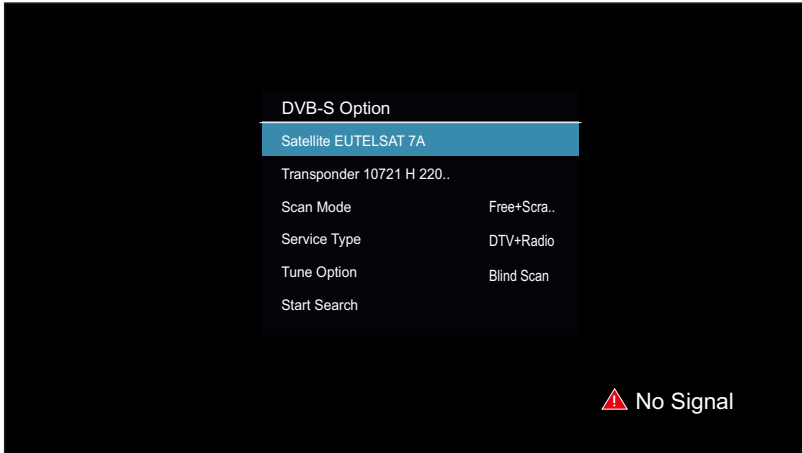 DVB-S Option
Satellite EUTELSAT 7A
Transponder 10721 H 220..
Scan Mode Free+Scra..
Service Type DTV+Radio
Tune Option Blind Scan
Start Search
No Signal